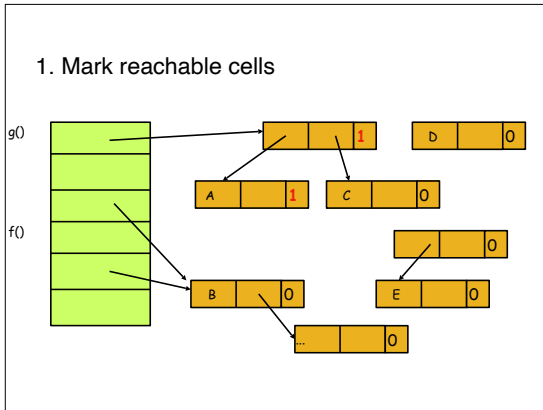 1. Mark reachable cells
g()
1
D 0
A 1
C 0
f()
0
B 0
E 0
... 0